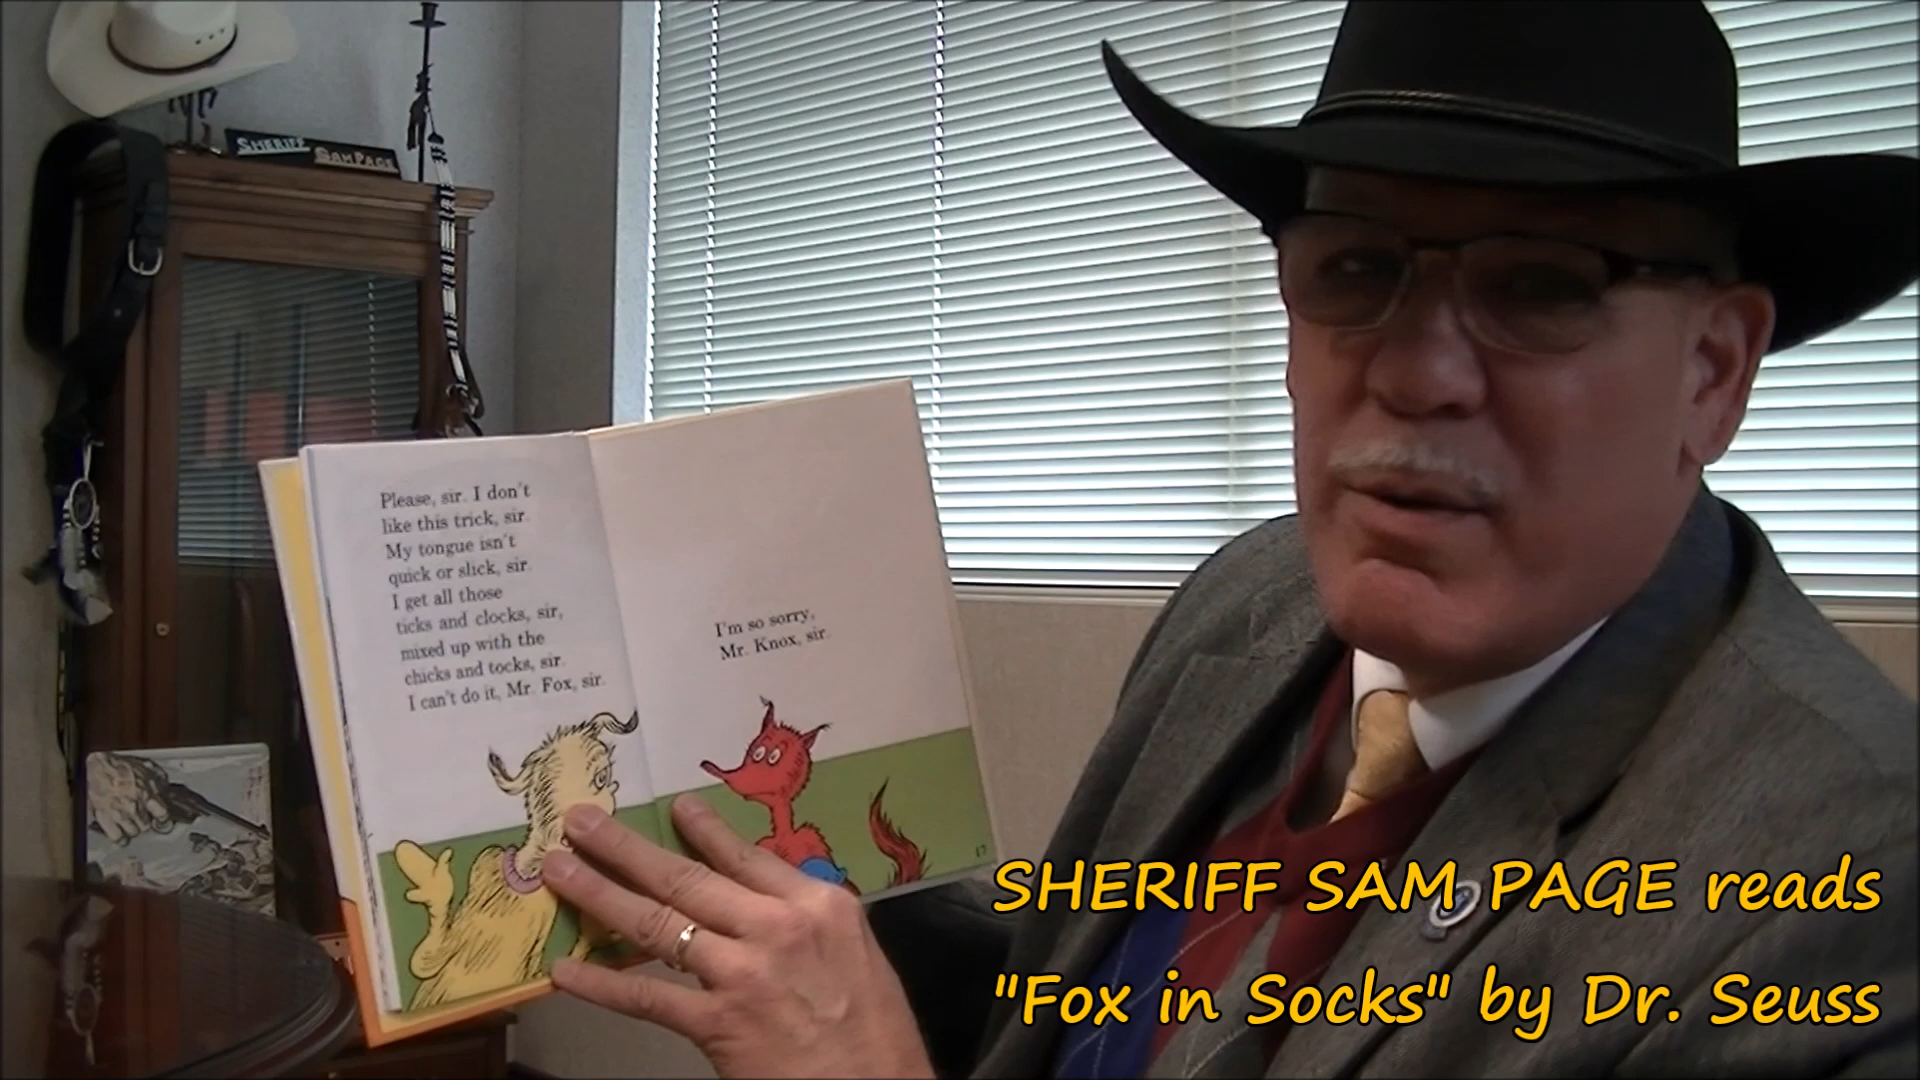 SHERIFF
SAM PAGE
Please, sir. I don't
like this trick, sir.
My tongue isn't
quick or slick, sir.
I get all those
ticks and clocks, sir,
mixed up with the
chicks and tocks, sir.
I can't do it, Mr. Fox, sir.
I'm so sorry,
Mr. Knox, sir.
17
SHERIFF SAM PAGE reads
"Fox in Socks" by Dr. Seuss